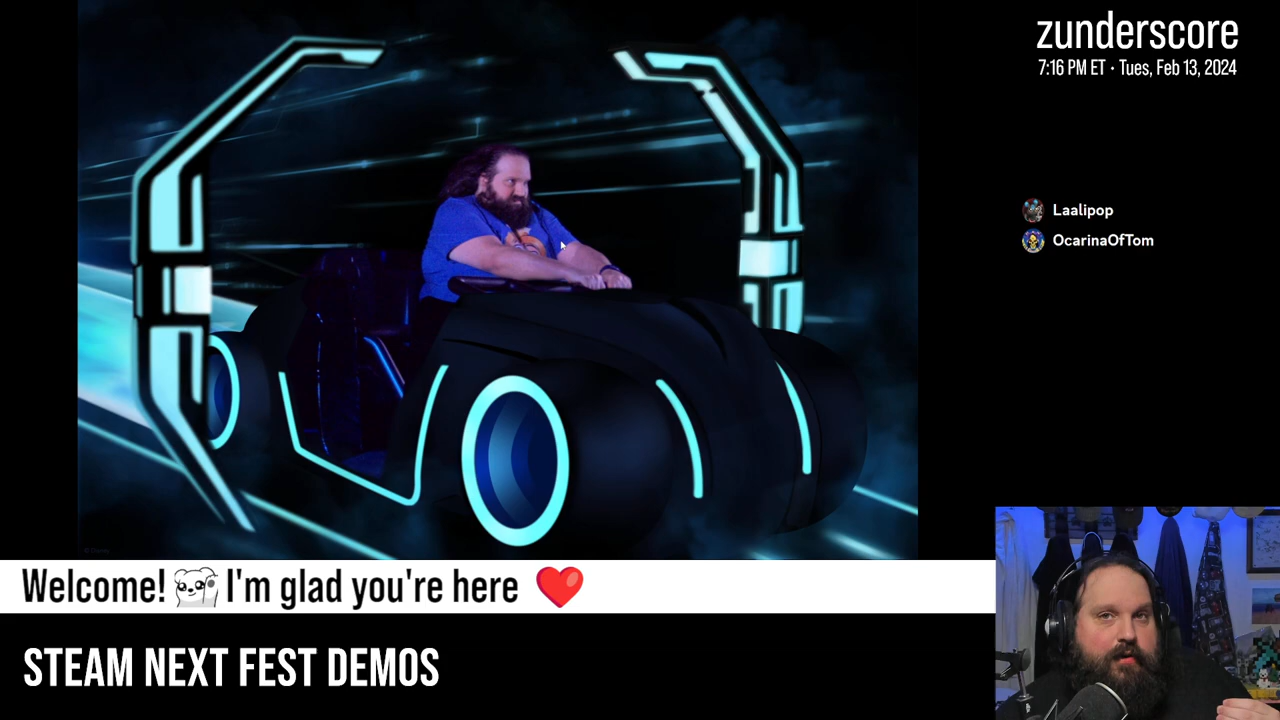 zunderscore
7:16 PM ET · Tues, Feb 13, 2024
Laalipop
OcarinaOfTom
Welcome! I'm glad you're here
STEAM NEXT FEST DEMOS